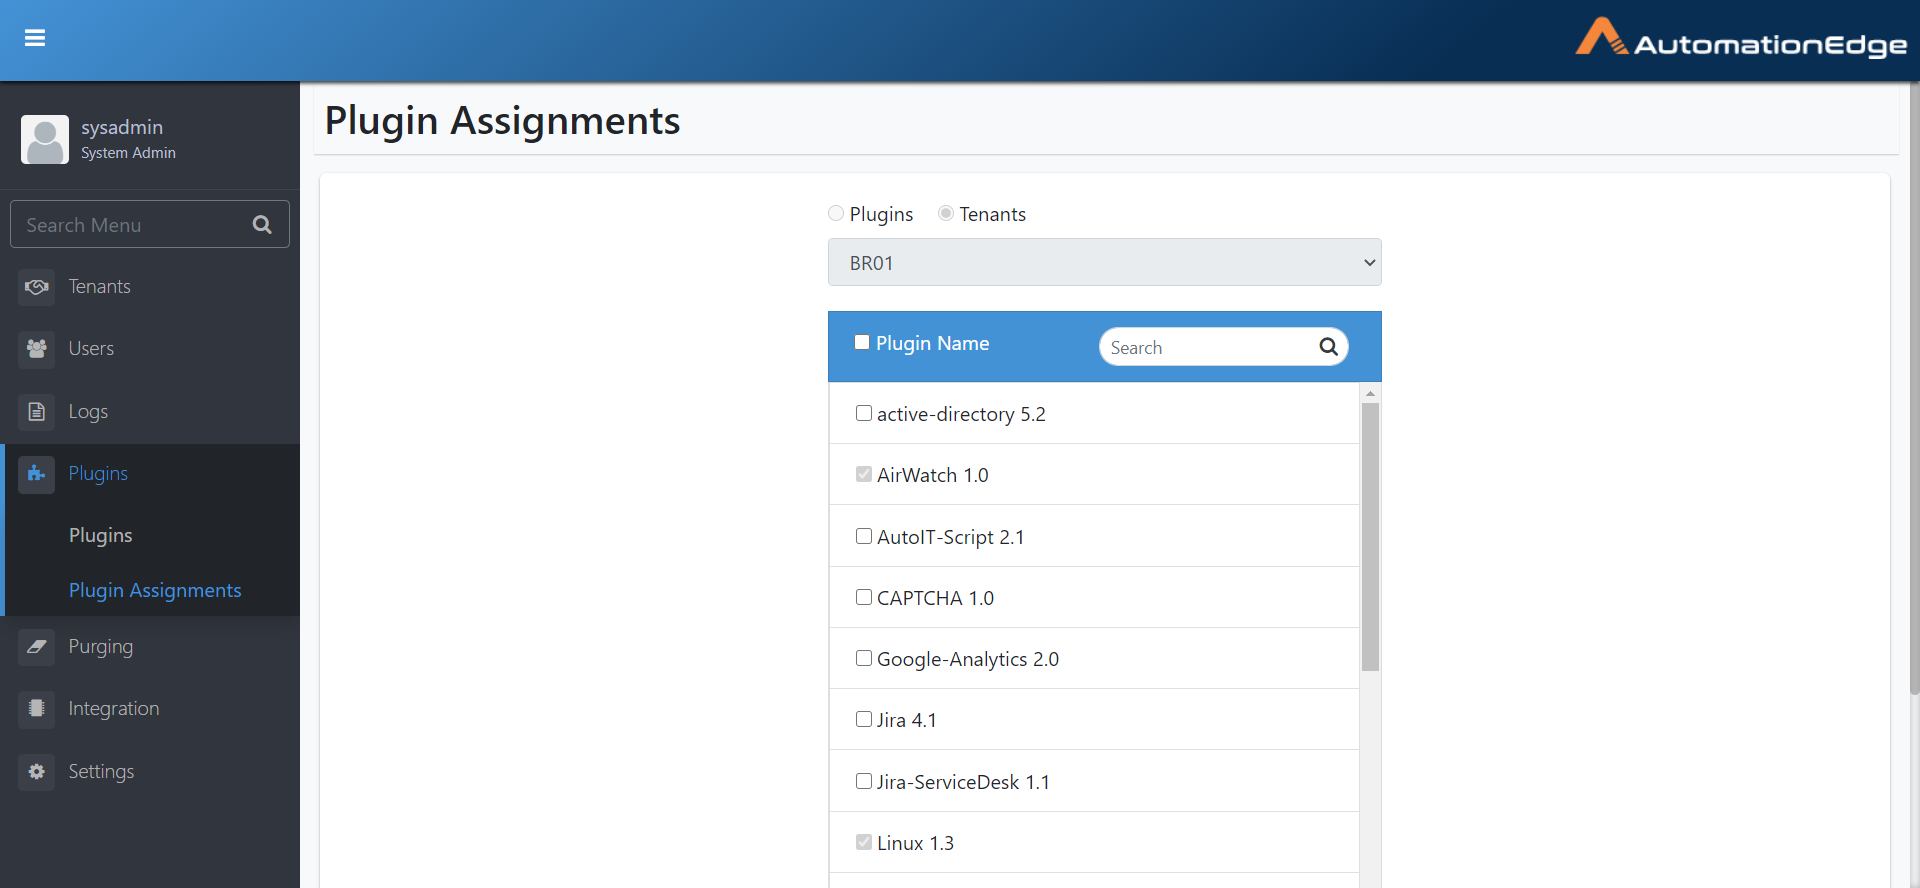 AutomationEdge
sysadmin
System Admin
Search Menu
Tenants
Users
Logs
Plugins
Plugins
Plugin Assignments
Purging
Integration
Settings
Plugin Assignments
Plugins Tenants
BR01
Plugin Name Search
active-directory 5.2
AirWatch 1.0
AutoIT-Script 2.1
CAPTCHA 1.0
Google-Analytics 2.0
Jira 4.1
Jira-ServiceDesk 1.1
Linux 1.3